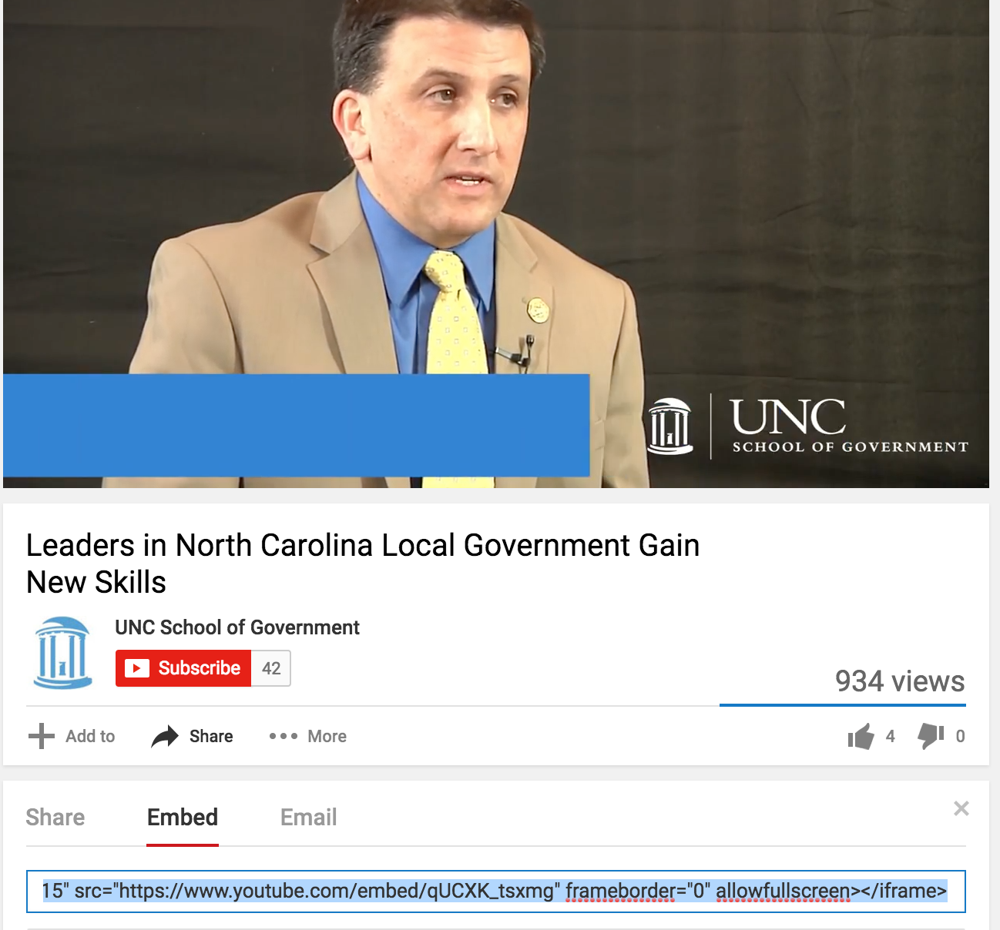 UNC
SCHOOL OF GOVERNMENT
Leaders in North Carolina Local Government Gain
New Skills
UNC School of Government
Subscribe 42
934 views
Add to Share More 4 0
Share Embed Email
15" src="https://www.youtube.com/embed/qUCXK_tsxmg" frameborder="0" allowfullscreen></iframe>